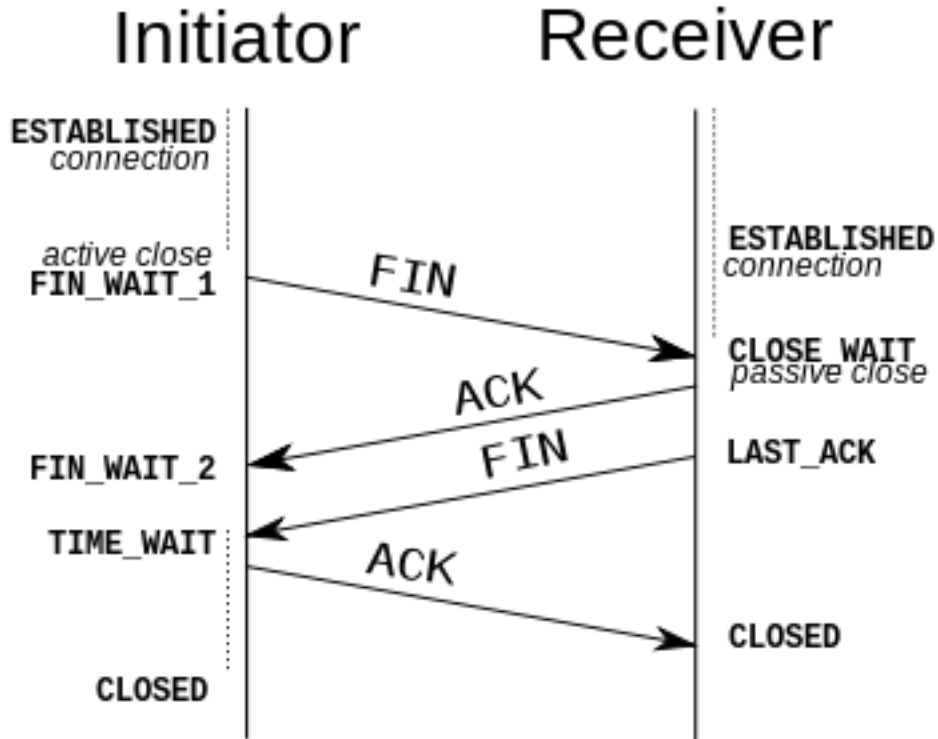 Initiator
Receiver
ESTABLISHED
connection
active close
FIN_WAIT_1
FIN
ESTABLISHED
connection
CLOSE_WAIT
passive close
ACK
FIN_WAIT_2
FIN
LAST_ACK
TIME_WAIT
ACK
CLOSED
CLOSED